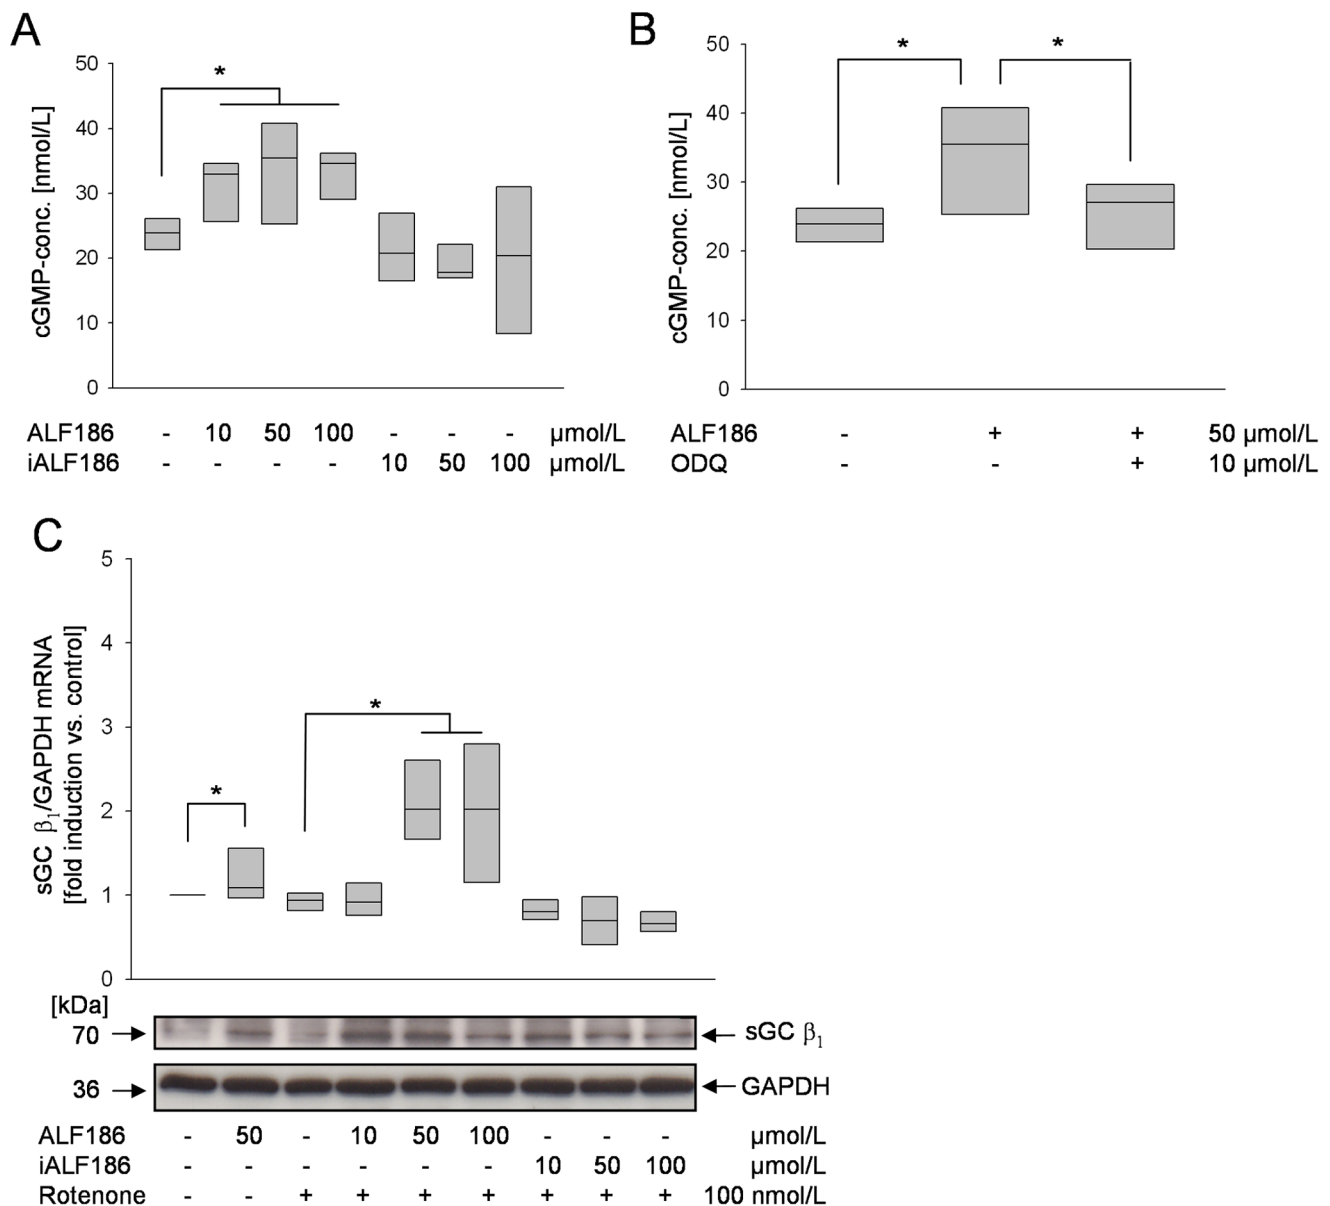 A
cGMP-conc. [nmol/L]
50
40
30
20
10
0
*
ALF186 - 10 50 100 - - - µmol/L
iALF186 - - - - 10 50 100 µmol/L
B
cGMP-conc. [nmol/L]
50
40
30
20
10
0
* *
ALF186 - + + 50 µmol/L
ODQ - - + 10 µmol/L
C
sGC β1/GAPDH mRNA
[fold induction vs. control]
5
4
3
2
1
0
*
*
[kDa]
70 sGC β1
36 GAPDH
ALF186 - 50 - 10 50 100 - - - µmol/L
iALF186 - - - - - - 10 50 100 µmol/L
Rotenone - - + + + + + + + 100 nmol/L